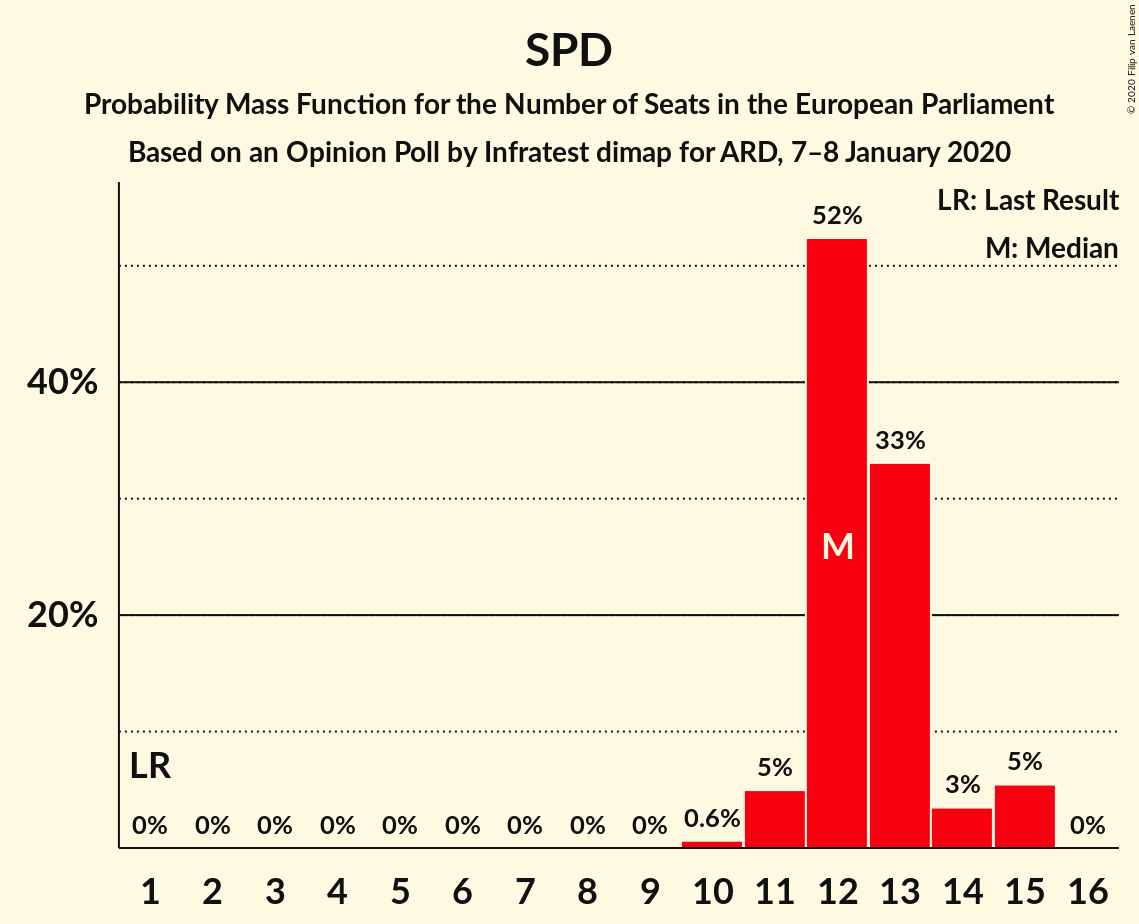 SPD
Probability Mass Function for the Number of Seats in the European Parliament
Based on an Opinion Poll by Infratest dimap for ARD, 7–8 January 2020
© 2020 Filip van Laenen
LR: Last Result
M: Median
52%
40%
33%
M
20%
LR
5%
5%
3%
0% 0% 0% 0% 0% 0% 0% 0% 0% 0.6% 0%
1 2 3 4 5 6 7 8 9 10 11 12 13 14 15 16